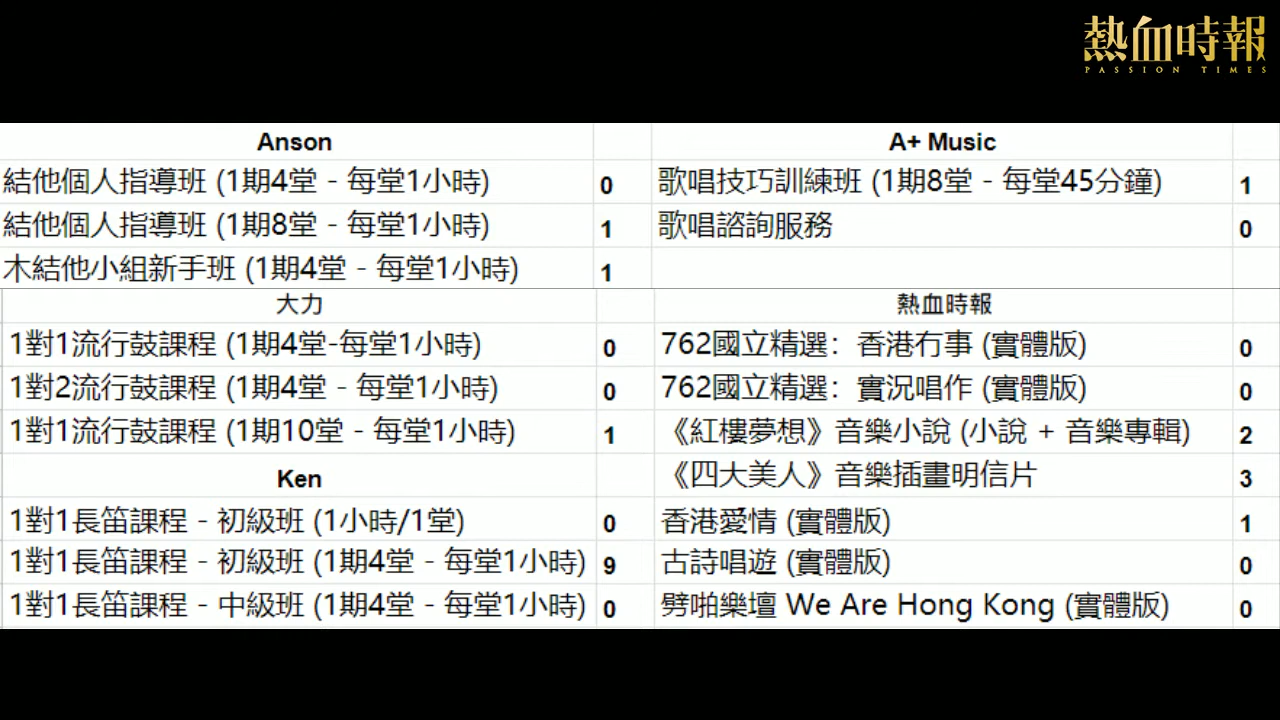 熱血時報
PASSION TIMES
Anson
結他個人指導班 (1期4堂 - 每堂1小時) 0
結他個人指導班 (1期8堂 - 每堂1小時) 1
木結他小組新手班 (1期4堂 - 每堂1小時) 1
A+ Music
歌唱技巧訓練班 (1期8堂 - 每堂45分鐘) 1
歌唱諮詢服務 0
大力
1對1流行鼓課程 (1期4堂-每堂1小時) 0
1對2流行鼓課程 (1期4堂 - 每堂1小時) 0
1對1流行鼓課程 (1期10堂 - 每堂1小時) 1
Ken
1對1長笛課程 - 初級班 (1小時/1堂) 0
1對1長笛課程 - 初級班 (1期4堂 - 每堂1小時) 9
1對1長笛課程 - 中級班 (1期4堂 - 每堂1小時) 0
熱血時報
762國立精選：香港冇事 (實體版) 0
762國立精選：實況唱作 (實體版) 0
《紅樓夢想》音樂小說 (小說 + 音樂專輯) 2
《四大美人》音樂插畫明信片 3
香港愛情 (實體版) 1
古詩唱遊 (實體版) 0
劈啪樂壇 We Are Hong Kong (實體版) 0